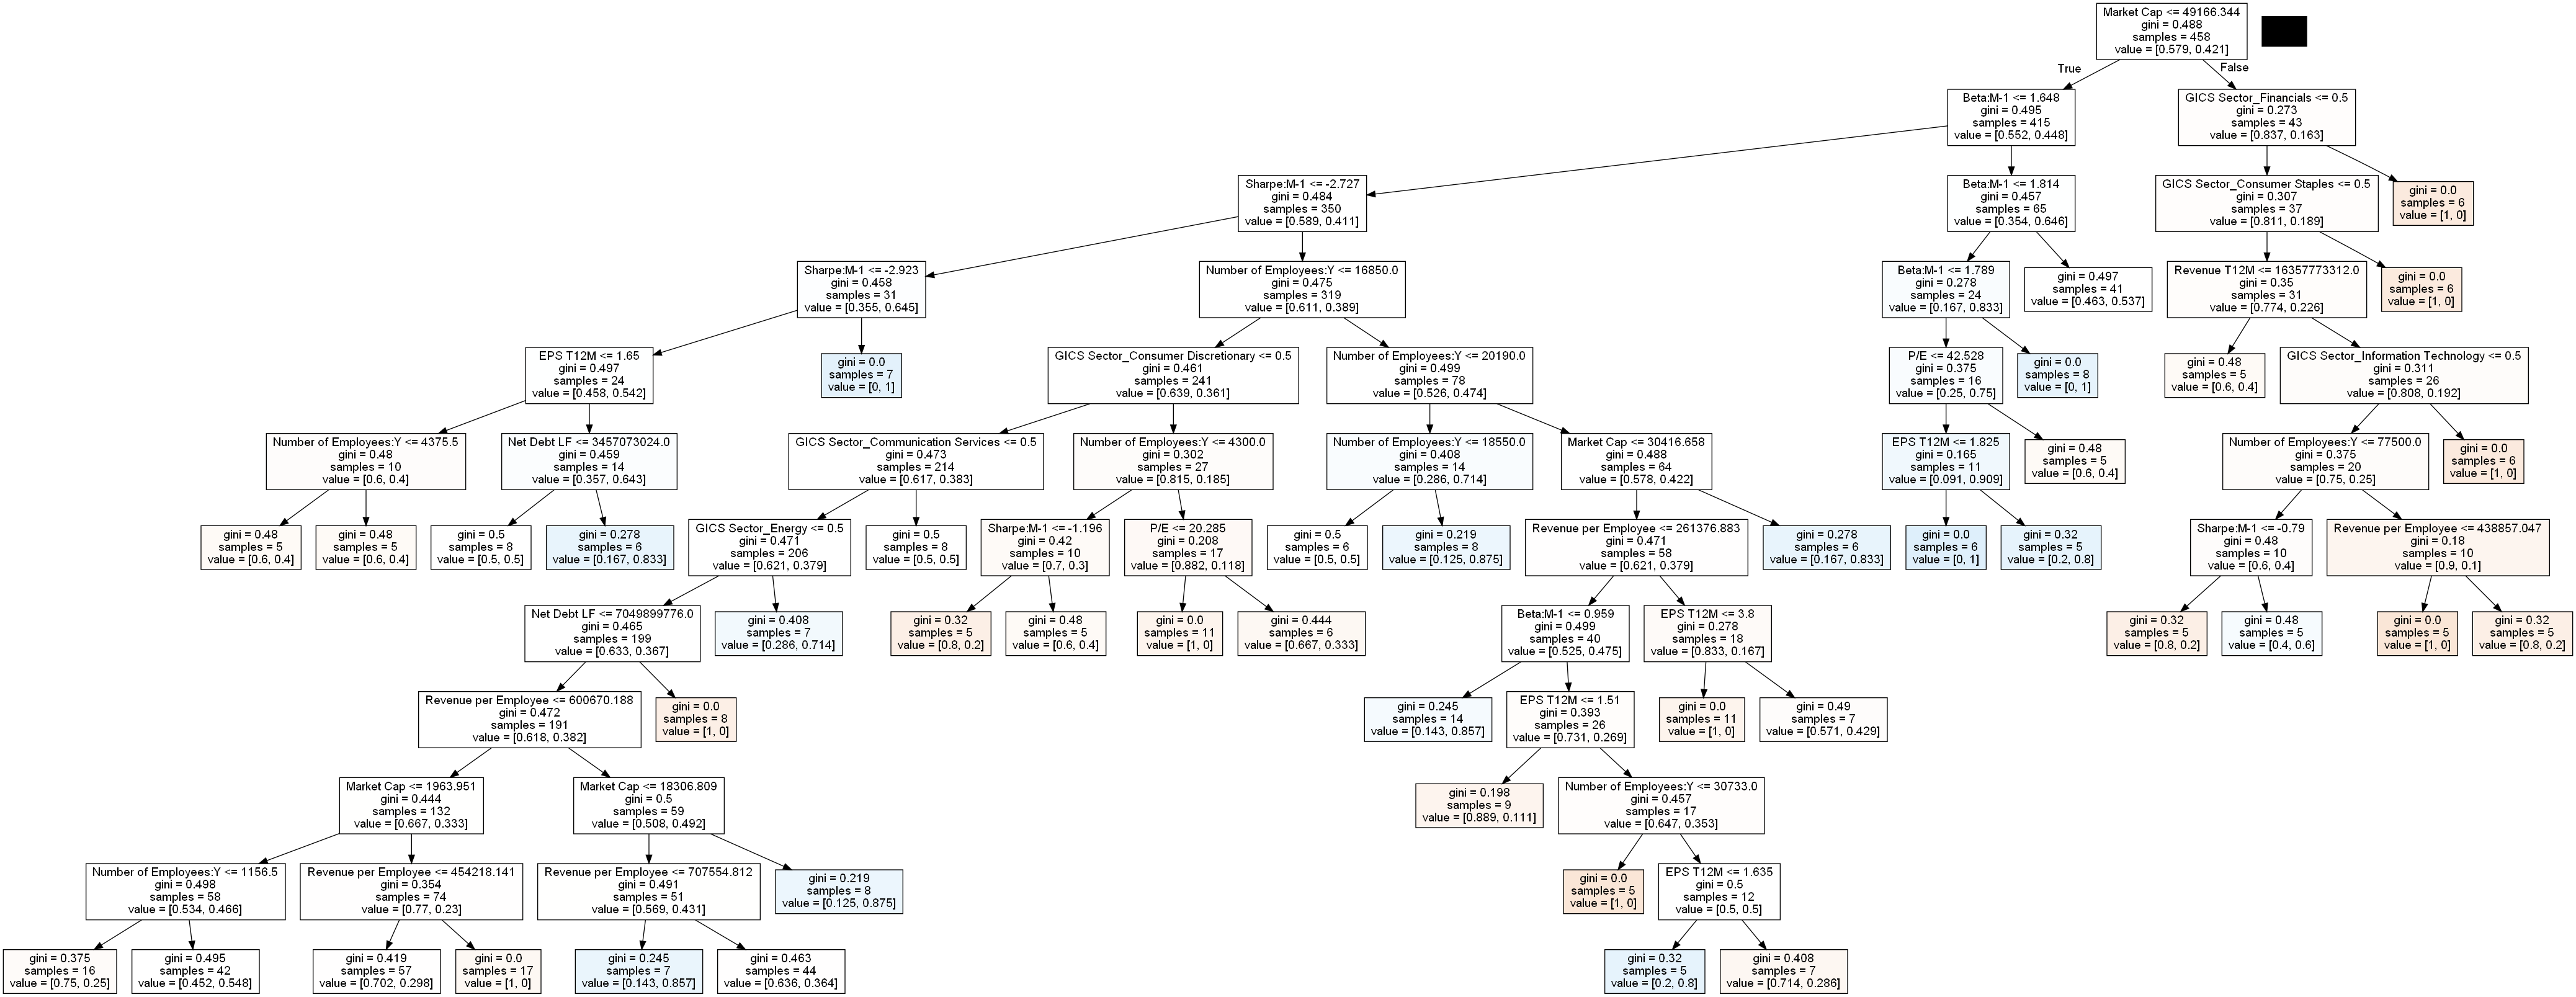 Market Cap <= 49166.344
gini = 0.488
samples = 458
value = [0.579, 0.421]
True
False
Beta:M-1 <= 1.648
gini = 0.495
samples = 415
value = [0.552, 0.448]
GICS Sector_Financials <= 0.5
gini = 0.273
samples = 43
value = [0.837, 0.163]
Sharpe:M-1 <= -2.727
gini = 0.484
samples = 350
value = [0.589, 0.411]
Beta:M-1 <= 1.814
gini = 0.457
samples = 65
value = [0.354, 0.646]
GICS Sector_Consumer Staples <= 0.5
gini = 0.307
samples = 37
value = [0.811, 0.189]
gini = 0.0
samples = 6
value = [1, 0]
Sharpe:M-1 <= -2.923
gini = 0.458
samples = 31
value = [0.355, 0.645]
Number of Employees:Y <= 16850.0
gini = 0.475
samples = 319
value = [0.611, 0.389]
Beta:M-1 <= 1.789
gini = 0.278
samples = 24
value = [0.167, 0.833]
gini = 0.497
samples = 41
value = [0.463, 0.537]
Revenue T12M <= 16357773312.0
gini = 0.35
samples = 31
value = [0.774, 0.226]
gini = 0.0
samples = 6
value = [1, 0]
EPS T12M <= 1.65
gini = 0.497
samples = 24
value = [0.458, 0.542]
gini = 0.0
samples = 7
value = [0, 1]
GICS Sector_Consumer Discretionary <= 0.5
gini = 0.461
samples = 241
value = [0.639, 0.361]
Number of Employees:Y <= 20190.0
gini = 0.499
samples = 78
value = [0.526, 0.474]
P/E <= 42.528
gini = 0.375
samples = 16
value = [0.25, 0.75]
gini = 0.0
samples = 8
value = [0, 1]
gini = 0.48
samples = 5
value = [0.6, 0.4]
GICS Sector_Information Technology <= 0.5
gini = 0.311
samples = 26
value = [0.808, 0.192]
Number of Employees:Y <= 4375.5
gini = 0.48
samples = 10
value = [0.6, 0.4]
Net Debt LF <= 3457073024.0
gini = 0.459
samples = 14
value = [0.357, 0.643]
GICS Sector_Communication Services <= 0.5
gini = 0.473
samples = 214
value = [0.617, 0.383]
Number of Employees:Y <= 4300.0
gini = 0.302
samples = 27
value = [0.815, 0.185]
Number of Employees:Y <= 18550.0
gini = 0.408
samples = 14
value = [0.286, 0.714]
Market Cap <= 30416.658
gini = 0.488
samples = 64
value = [0.578, 0.422]
EPS T12M <= 1.825
gini = 0.165
samples = 11
value = [0.091, 0.909]
gini = 0.48
samples = 5
value = [0.6, 0.4]
Number of Employees:Y <= 77500.0
gini = 0.375
samples = 20
value = [0.75, 0.25]
gini = 0.0
samples = 6
value = [1, 0]
gini = 0.48
samples = 5
value = [0.6, 0.4]
gini = 0.48
samples = 5
value = [0.6, 0.4]
gini = 0.5
samples = 8
value = [0.5, 0.5]
gini = 0.278
samples = 6
value = [0.167, 0.833]
GICS Sector_Energy <= 0.5
gini = 0.471
samples = 206
value = [0.621, 0.379]
gini = 0.5
samples = 8
value = [0.5, 0.5]
Sharpe:M-1 <= -1.196
gini = 0.42
samples = 10
value = [0.7, 0.3]
P/E <= 20.285
gini = 0.208
samples = 17
value = [0.882, 0.118]
gini = 0.5
samples = 6
value = [0.5, 0.5]
gini = 0.219
samples = 8
value = [0.125, 0.875]
Revenue per Employee <= 261376.883
gini = 0.471
samples = 58
value = [0.621, 0.379]
gini = 0.278
samples = 6
value = [0.167, 0.833]
gini = 0.0
samples = 6
value = [0, 1]
gini = 0.32
samples = 5
value = [0.2, 0.8]
Sharpe:M-1 <= -0.79
gini = 0.48
samples = 10
value = [0.6, 0.4]
Revenue per Employee <= 438857.047
gini = 0.18
samples = 10
value = [0.9, 0.1]
Net Debt LF <= 7049899776.0
gini = 0.465
samples = 199
value = [0.633, 0.367]
gini = 0.408
samples = 7
value = [0.286, 0.714]
gini = 0.32
samples = 5
value = [0.8, 0.2]
gini = 0.48
samples = 5
value = [0.6, 0.4]
gini = 0.0
samples = 11
value = [1, 0]
gini = 0.444
samples = 6
value = [0.667, 0.333]
Beta:M-1 <= 0.959
gini = 0.499
samples = 40
value = [0.525, 0.475]
EPS T12M <= 3.8
gini = 0.278
samples = 18
value = [0.833, 0.167]
gini = 0.32
samples = 5
value = [0.8, 0.2]
gini = 0.48
samples = 5
value = [0.4, 0.6]
gini = 0.0
samples = 5
value = [1, 0]
gini = 0.32
samples = 5
value = [0.8, 0.2]
Revenue per Employee <= 600670.188
gini = 0.472
samples = 191
value = [0.618, 0.382]
gini = 0.0
samples = 8
value = [1, 0]
gini = 0.245
samples = 14
value = [0.143, 0.857]
EPS T12M <= 1.51
gini = 0.393
samples = 26
value = [0.731, 0.269]
gini = 0.0
samples = 11
value = [1, 0]
gini = 0.49
samples = 7
value = [0.571, 0.429]
Market Cap <= 1963.951
gini = 0.444
samples = 132
value = [0.667, 0.333]
Market Cap <= 18306.809
gini = 0.5
samples = 59
value = [0.508, 0.492]
gini = 0.198
samples = 9
value = [0.889, 0.111]
Number of Employees:Y <= 30733.0
gini = 0.457
samples = 17
value = [0.647, 0.353]
Number of Employees:Y <= 1156.5
gini = 0.498
samples = 58
value = [0.534, 0.466]
Revenue per Employee <= 454218.141
gini = 0.354
samples = 74
value = [0.77, 0.23]
Revenue per Employee <= 707554.812
gini = 0.491
samples = 51
value = [0.569, 0.431]
gini = 0.219
samples = 8
value = [0.125, 0.875]
gini = 0.0
samples = 5
value = [1, 0]
EPS T12M <= 1.635
gini = 0.5
samples = 12
value = [0.5, 0.5]
gini = 0.375
samples = 16
value = [0.75, 0.25]
gini = 0.495
samples = 42
value = [0.452, 0.548]
gini = 0.419
samples = 57
value = [0.702, 0.298]
gini = 0.0
samples = 17
value = [1, 0]
gini = 0.245
samples = 7
value = [0.143, 0.857]
gini = 0.463
samples = 44
value = [0.636, 0.364]
gini = 0.32
samples = 5
value = [0.2, 0.8]
gini = 0.408
samples = 7
value = [0.714, 0.286]